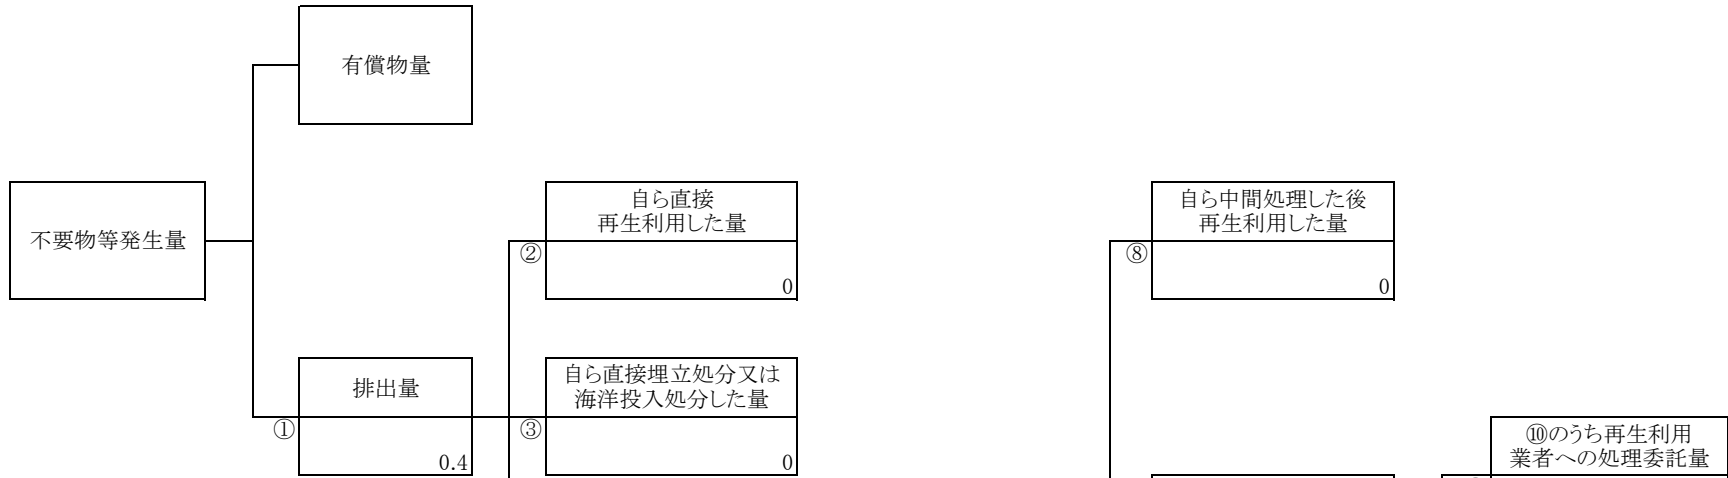 有償物量
不要物等発生量
自ら直接
再生利用した量
②
0
自ら中間処理した後
再生利用した量
⑧
0
排出量
①
0.4
自ら直接埋立処分又は
海洋投入処分した量
③
0
⑩のうち再生利用
業者への処理委託量